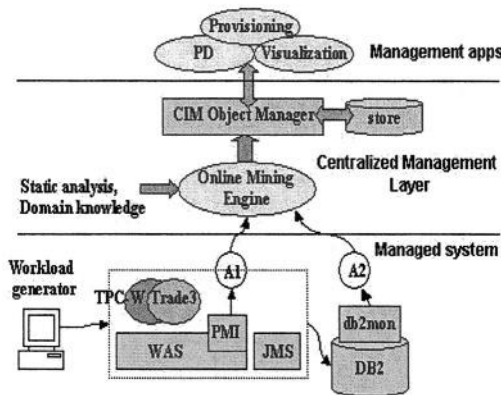 Provisioning
PD
Visualization
Management apps
CIM Object Manager
store
Centralized Management
Layer
Static analysis,
Domain knowledge
Online Mining
Engine
Managed system
Workload
generator
A1
A2
TPC-W
Trade3
PMI
db2mon
WAS
JMS
DB2